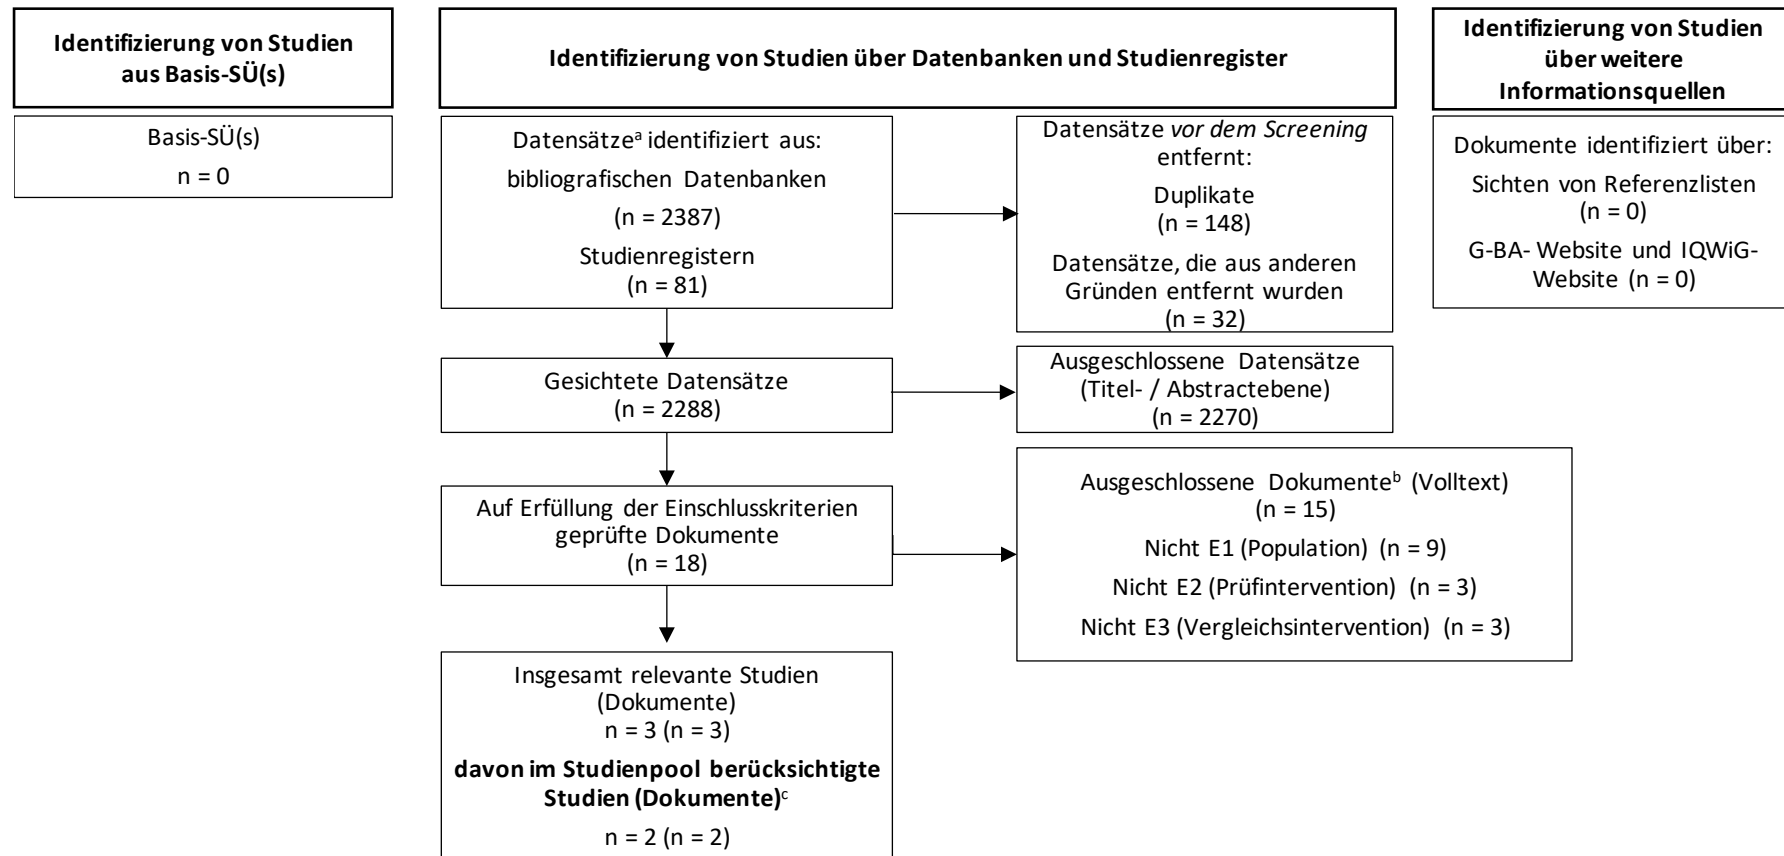 Identifizierung von Studien
aus Basis-SÜ(s)
Basis-SÜ(s)
n = 0
Identifizierung von Studien über Datenbanken und Studienregister
Datensätzeᵃ identifiziert aus:
bibliografischen Datenbanken
(n = 2387)
Studienregistern
(n = 81)
Datensätze vor dem Screening
entfernt:
Duplikate
(n = 148)
Datensätze, die aus anderen
Gründen entfernt wurden
(n = 32)
Gesichtete Datensätze
(n = 2288)
Ausgeschlossene Datensätze
(Titel- / Abstractebene)
(n = 2270)
Auf Erfüllung der Einschlusskriterien
geprüfte Dokumente
(n = 18)
Ausgeschlossene Dokumenteᵇ (Volltext)
(n = 15)
Nicht E1 (Population) (n = 9)
Nicht E2 (Prüfintervention) (n = 3)
Nicht E3 (Vergleichsintervention) (n = 3)
Insgesamt relevante Studien
(Dokumente)
n = 3 (n = 3)
davon im Studienpool berücksichtigte
Studien (Dokumente)ᶜ
n = 2 (n = 2)
Identifizierung von Studien
über weitere
Informationsquellen
Dokumente identifiziert über:
Sichten von Referenzlisten
(n = 0)
G-BA- Website und IQWiG-
Website (n = 0)